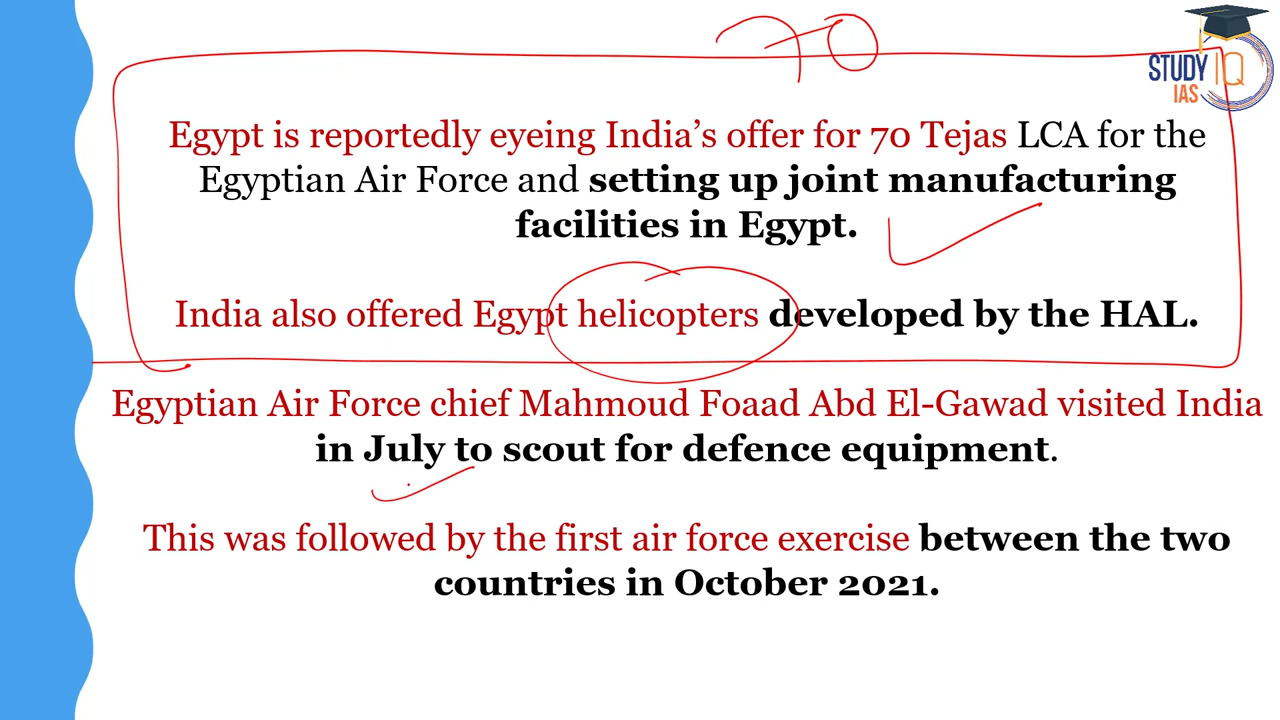 70
STUDY IQ
IAS
Egypt is reportedly eyeing India's offer for 70 Tejas LCA for the
Egyptian Air Force and setting up joint manufacturing
facilities in Egypt.
India also offered Egypt helicopters developed by the HAL.
Egyptian Air Force chief Mahmoud Foaad Abd El-Gawad visited India
in July to scout for defence equipment.
This was followed by the first air force exercise between the two
countries in October 2021.